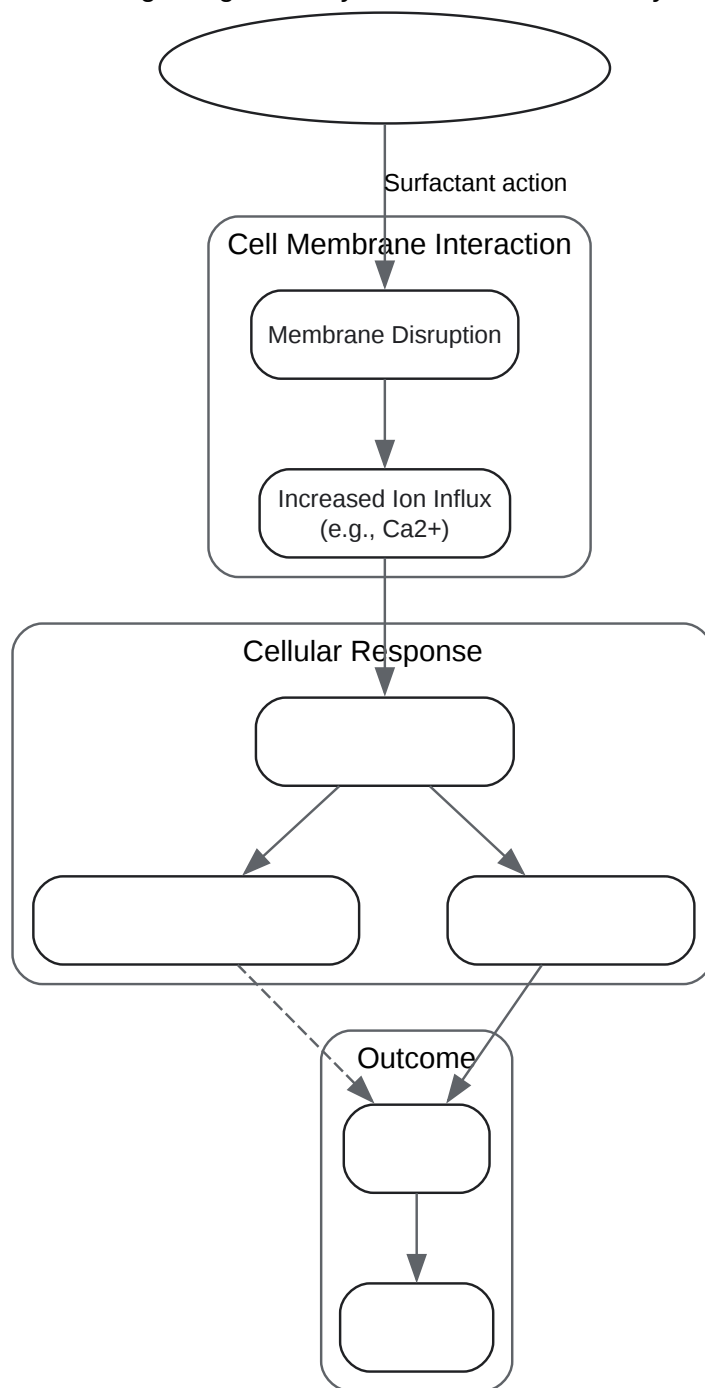 Surfactant action
Cell Membrane Interaction
Membrane Disruption
Increased Ion Influx
(e.g., Ca2+)
Cellular Response
Outcome